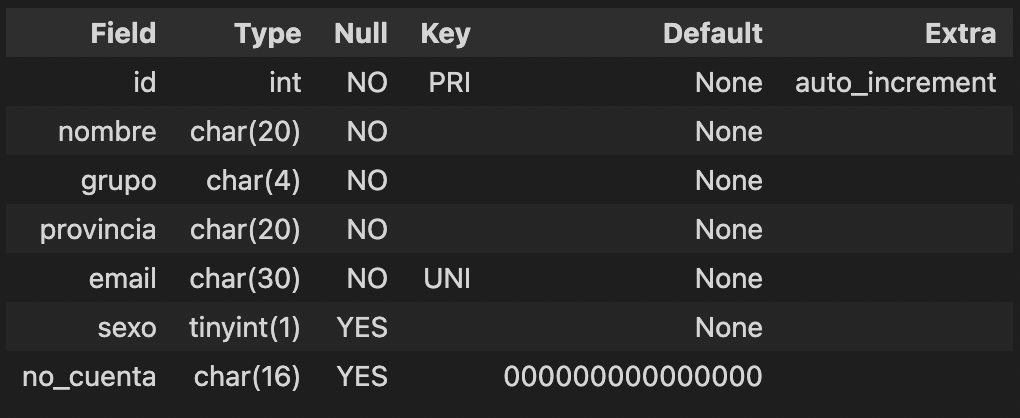 Field Type Null Key Default Extra
id int NO PRI None auto_increment
nombre char(20) NO None
grupo char(4) NO None
provincia char(20) NO None
email char(30) NO UNI None
sexo tinyint(1) YES None
no_cuenta char(16) YES 000000000000000